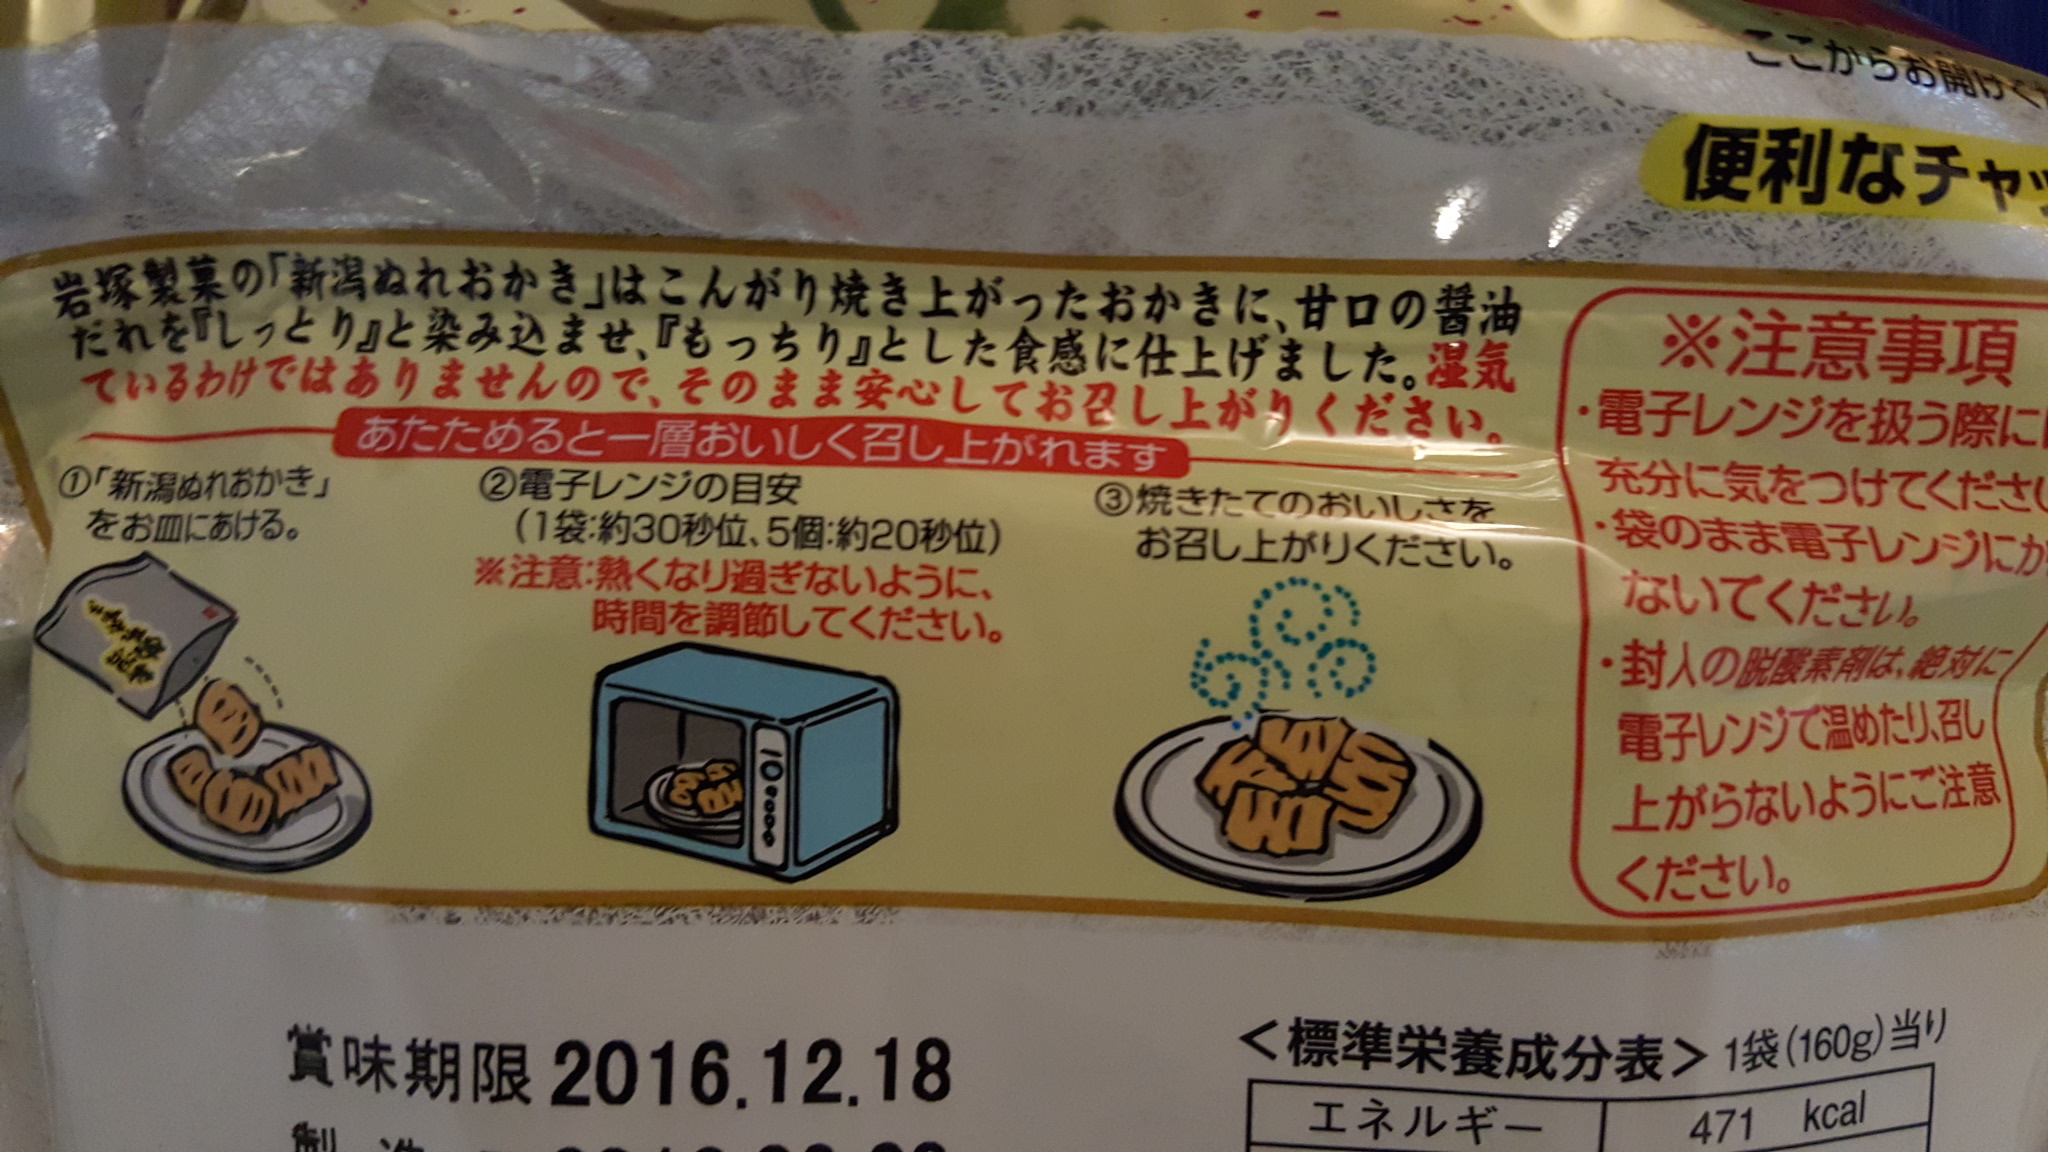 ここからお開けくだ
便利なチャッ
岩塚製菓の「新潟ぬれおかき」はこんがり焼き上がったおかきに、甘口の醤油
だれを『しっとり』と染み込ませ、『もっちり』とした食感に仕上げました。湿気
ているわけではありませんので、そのまま安心してお召し上がりください。
あたためると一層おいしく召し上がれます
①「新潟ぬれおかき」
をお皿にあける。
②電子レンジの目安
(1袋:約30秒位、5個:約20秒位)
※注意:熱くなり過ぎないように、
時間を調節してください。
③焼きたてのおいしさを
お召し上がりください。
※注意事項
・電子レンジを扱う際には
充分に気をつけてくださ
・袋のまま電子レンジにか
ないでください。
・封入の脱酸素剤は、絶対に
電子レンジで温めたり、召し
上がらないようにご注意
ください。
賞味期限 2016.12.18
<標準栄養成分表> 1袋(160g)当り
エネルギー 471 kcal